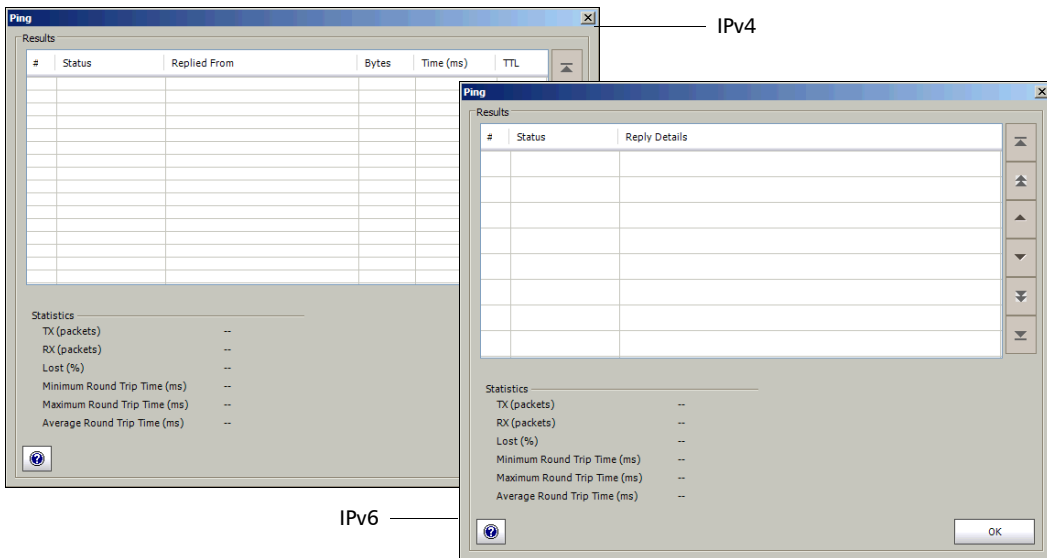 Ping
IPv4
Results
# Status Replied From Bytes Time (ms) TTL
Statistics
TX (packets) --
RX (packets) --
Lost (%) --
Minimum Round Trip Time (ms) --
Maximum Round Trip Time (ms) --
Average Round Trip Time (ms) --
Ping
Results
# Status Reply Details
Statistics
TX (packets) --
RX (packets) --
Lost (%) --
Minimum Round Trip Time (ms) --
Maximum Round Trip Time (ms) --
Average Round Trip Time (ms) --
IPv6
OK